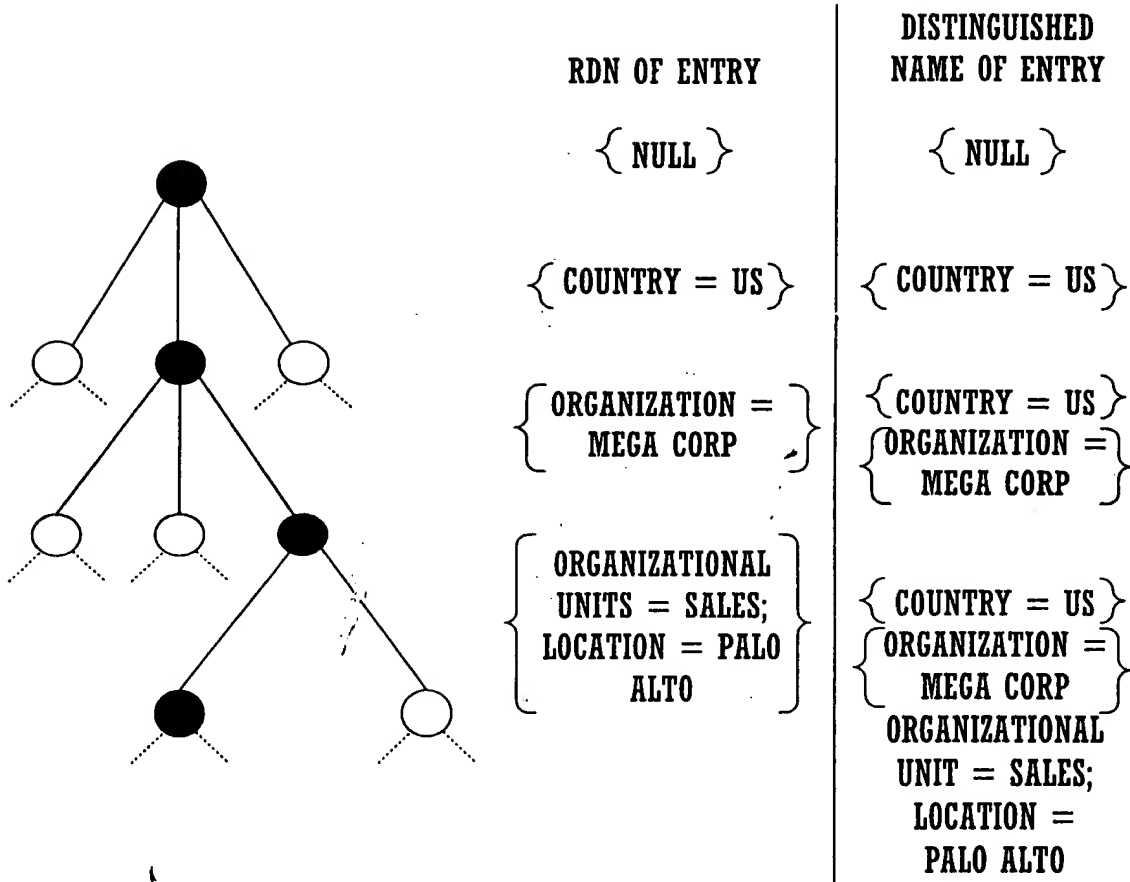 RDN OF ENTRY
{ NULL }
{ COUNTRY = US }
{ ORGANIZATION =
MEGA CORP }
{ ORGANIZATIONAL
UNITS = SALES;
LOCATION = PALO
ALTO }
DISTINGUISHED
NAME OF ENTRY
{ NULL }
{ COUNTRY = US }
{ COUNTRY = US }
{ ORGANIZATION =
MEGA CORP }
{ COUNTRY = US }
{ ORGANIZATION =
MEGA CORP }
ORGANIZATIONAL
UNIT = SALES;
LOCATION =
PALO ALTO